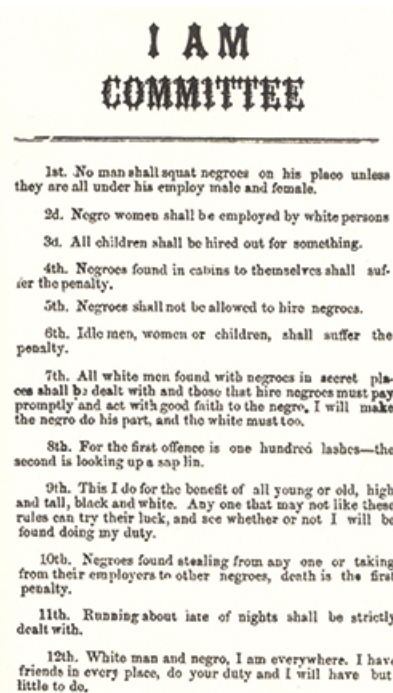 I AM
COMMITTEE
1st. No man shall squat negroes on his place unless
they are all under his employ male and female.
2d. Negro women shall be employed by white persons
3d. All children shall be hired out for something.
4th. Negroes found in cabins to themselves shall suf-
fer the penalty.
5th. Negroes shall not be allowed to hire negroes.
6th. Idle men, women or children, shall suffer the
penalty.
7th. All white men found with negroes in secret pla-
ces shall be dealt with and those that hire negroes must pay
promptly and act with good faith to the negro, I will make
the negro do his part, and the white must too.
8th. For the first offence is one hundred lashes—the
second is looking up a sap lin.
9th. This I do for the benefit of all young or old, high
and tall, black and white. Any one that may not like these
rules can try their luck, and see whether or not I will be
found doing my duty.
10th. Negroes found stealing from any one or taking
from their employers to other negroes, death is the first
penalty.
11th. Running about late of nights shall be strictly
dealt with.
12th. White man and negro, I am everywhere. I have
friends in every place, do your duty and I will have but
little to do.